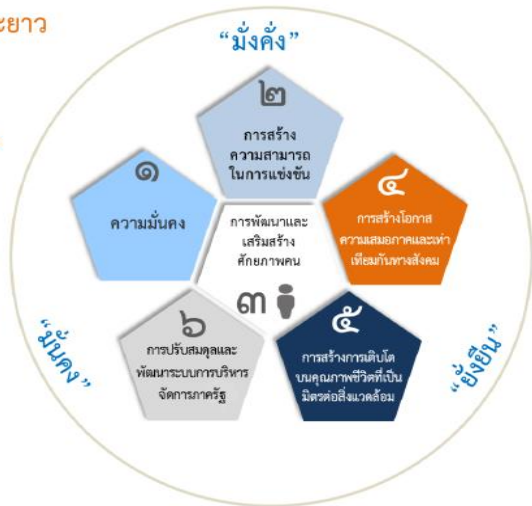 “มั่งคั่ง”
๒
การสร้าง
ความสามารถ
ในการแข่งขัน
๑
ความมั่นคง
๔
การสร้างโอกาส
ความเสมอภาคและเท่า
เทียมกันทางสังคม
การพัฒนาและ
เสริมสร้าง
ศักยภาพคน
๓
๖
การปรับสมดุลและ
พัฒนาระบบการบริหาร
จัดการภาครัฐ
๕
การสร้างการเติบโต
บนคุณภาพชีวิตที่เป็น
มิตรต่อสิ่งแวดล้อม
“มั่นคง”
“ยั่งยืน”